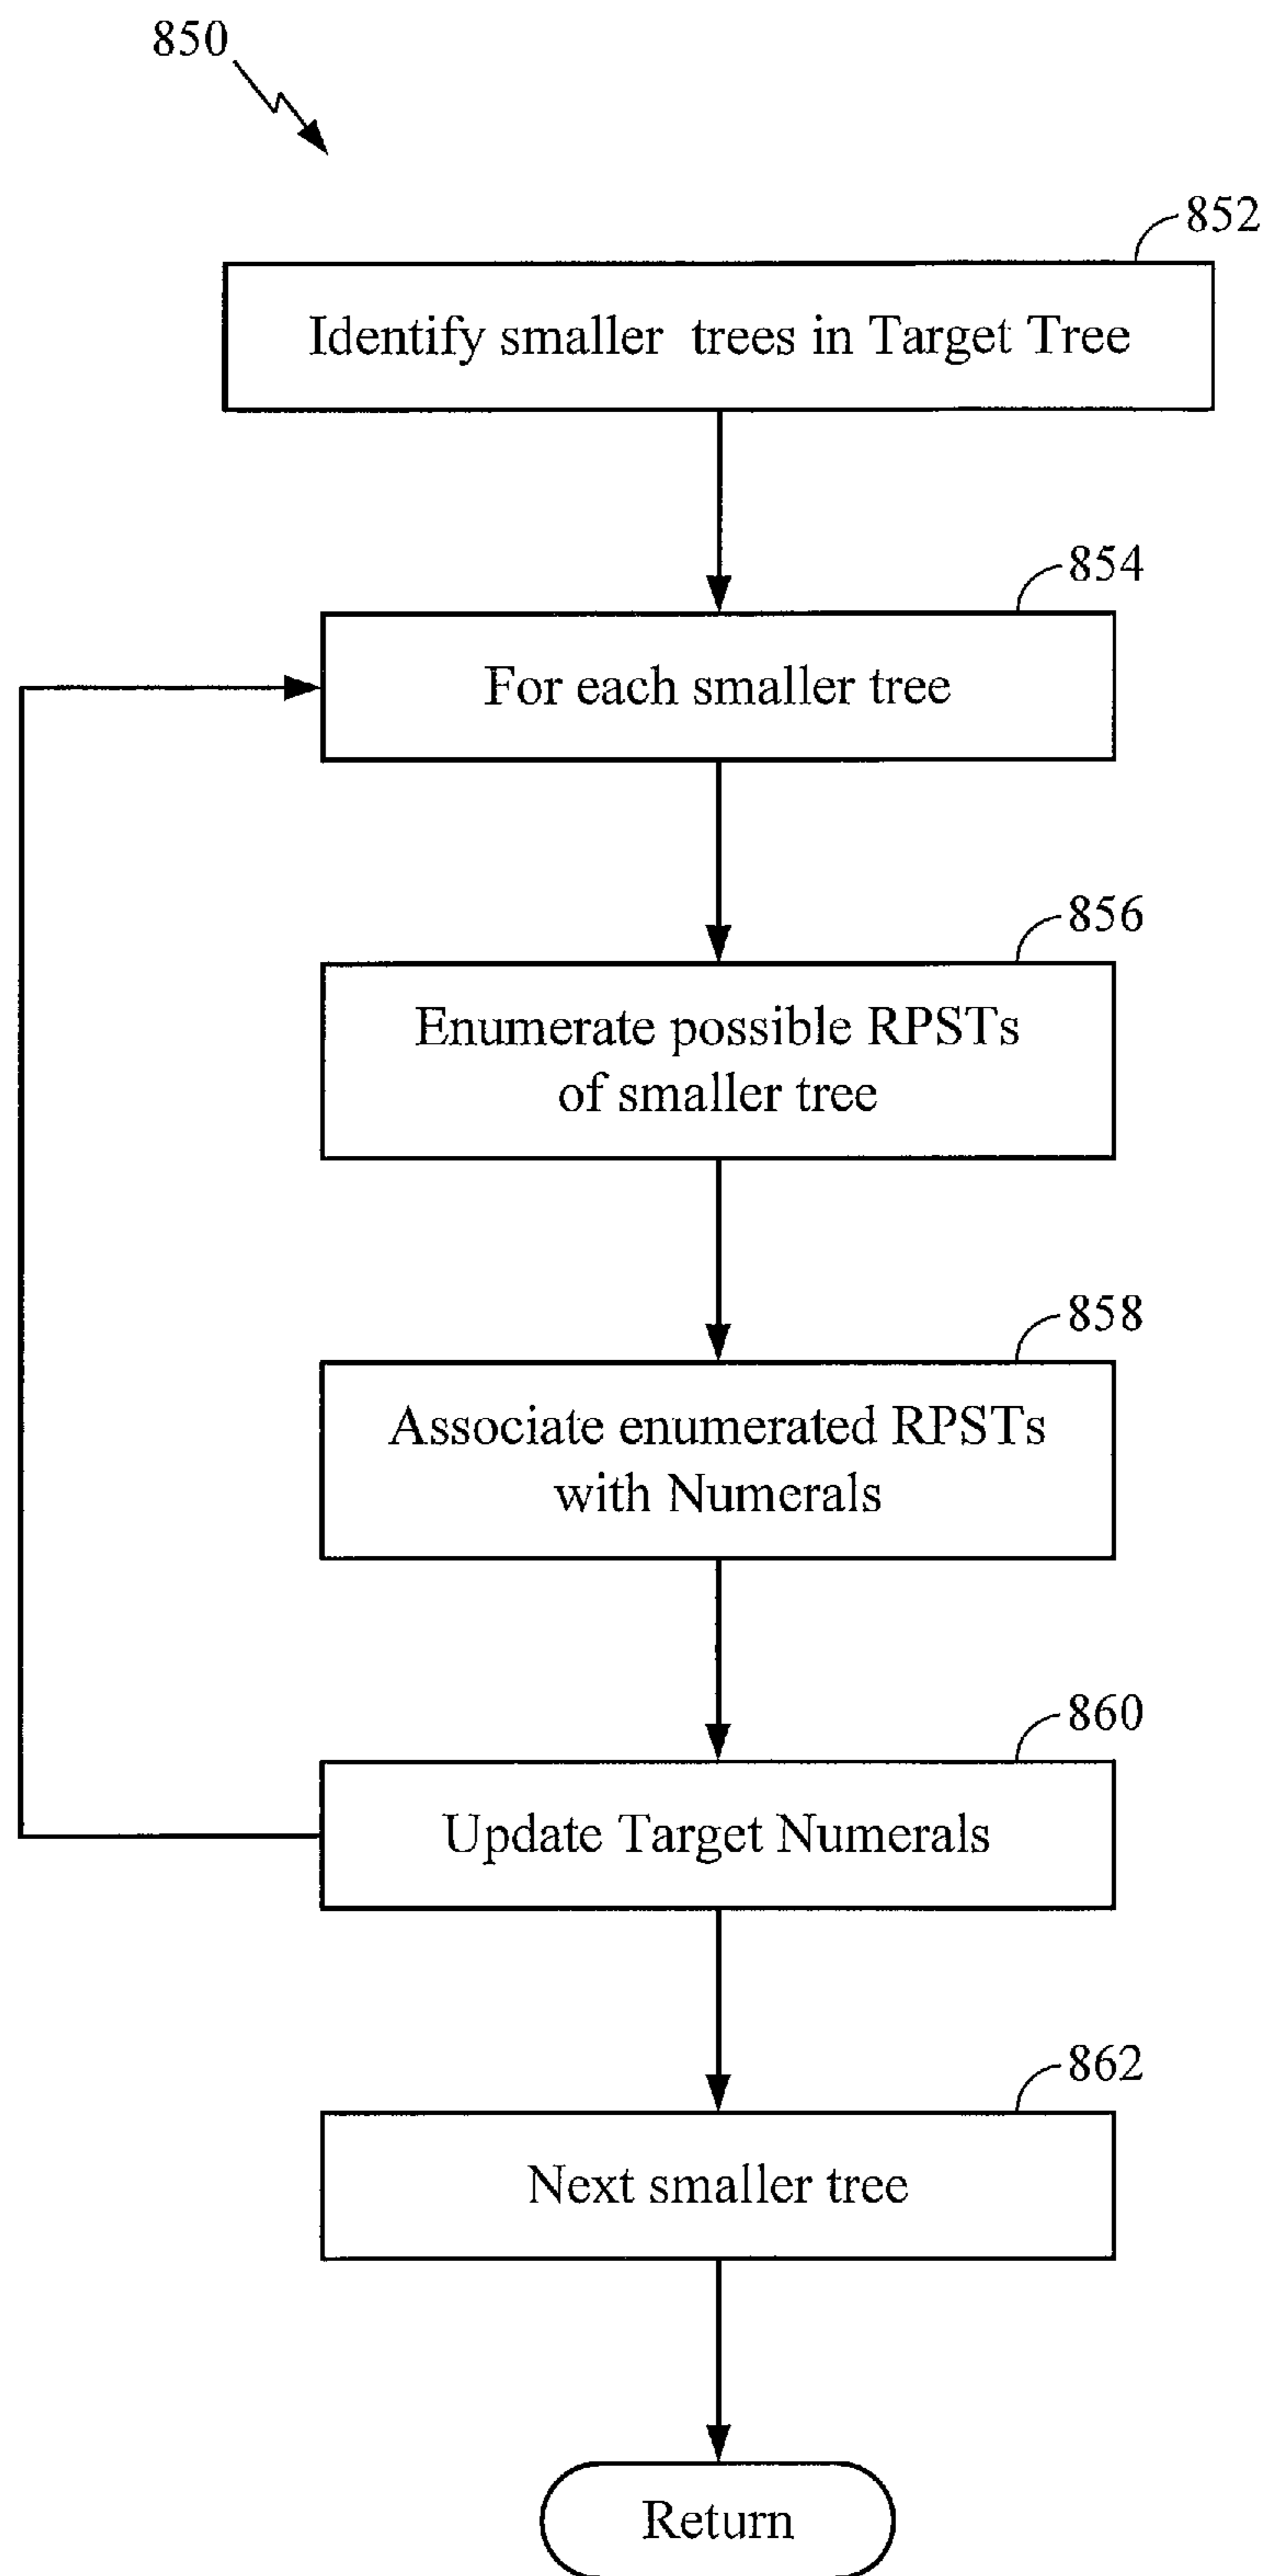 850
852
Identify smaller trees in Target Tree
854
For each smaller tree
856
Enumerate possible RPSTs
of smaller tree
858
Associate enumerated RPSTs
with Numerals
860
Update Target Numerals
862
Next smaller tree
Return